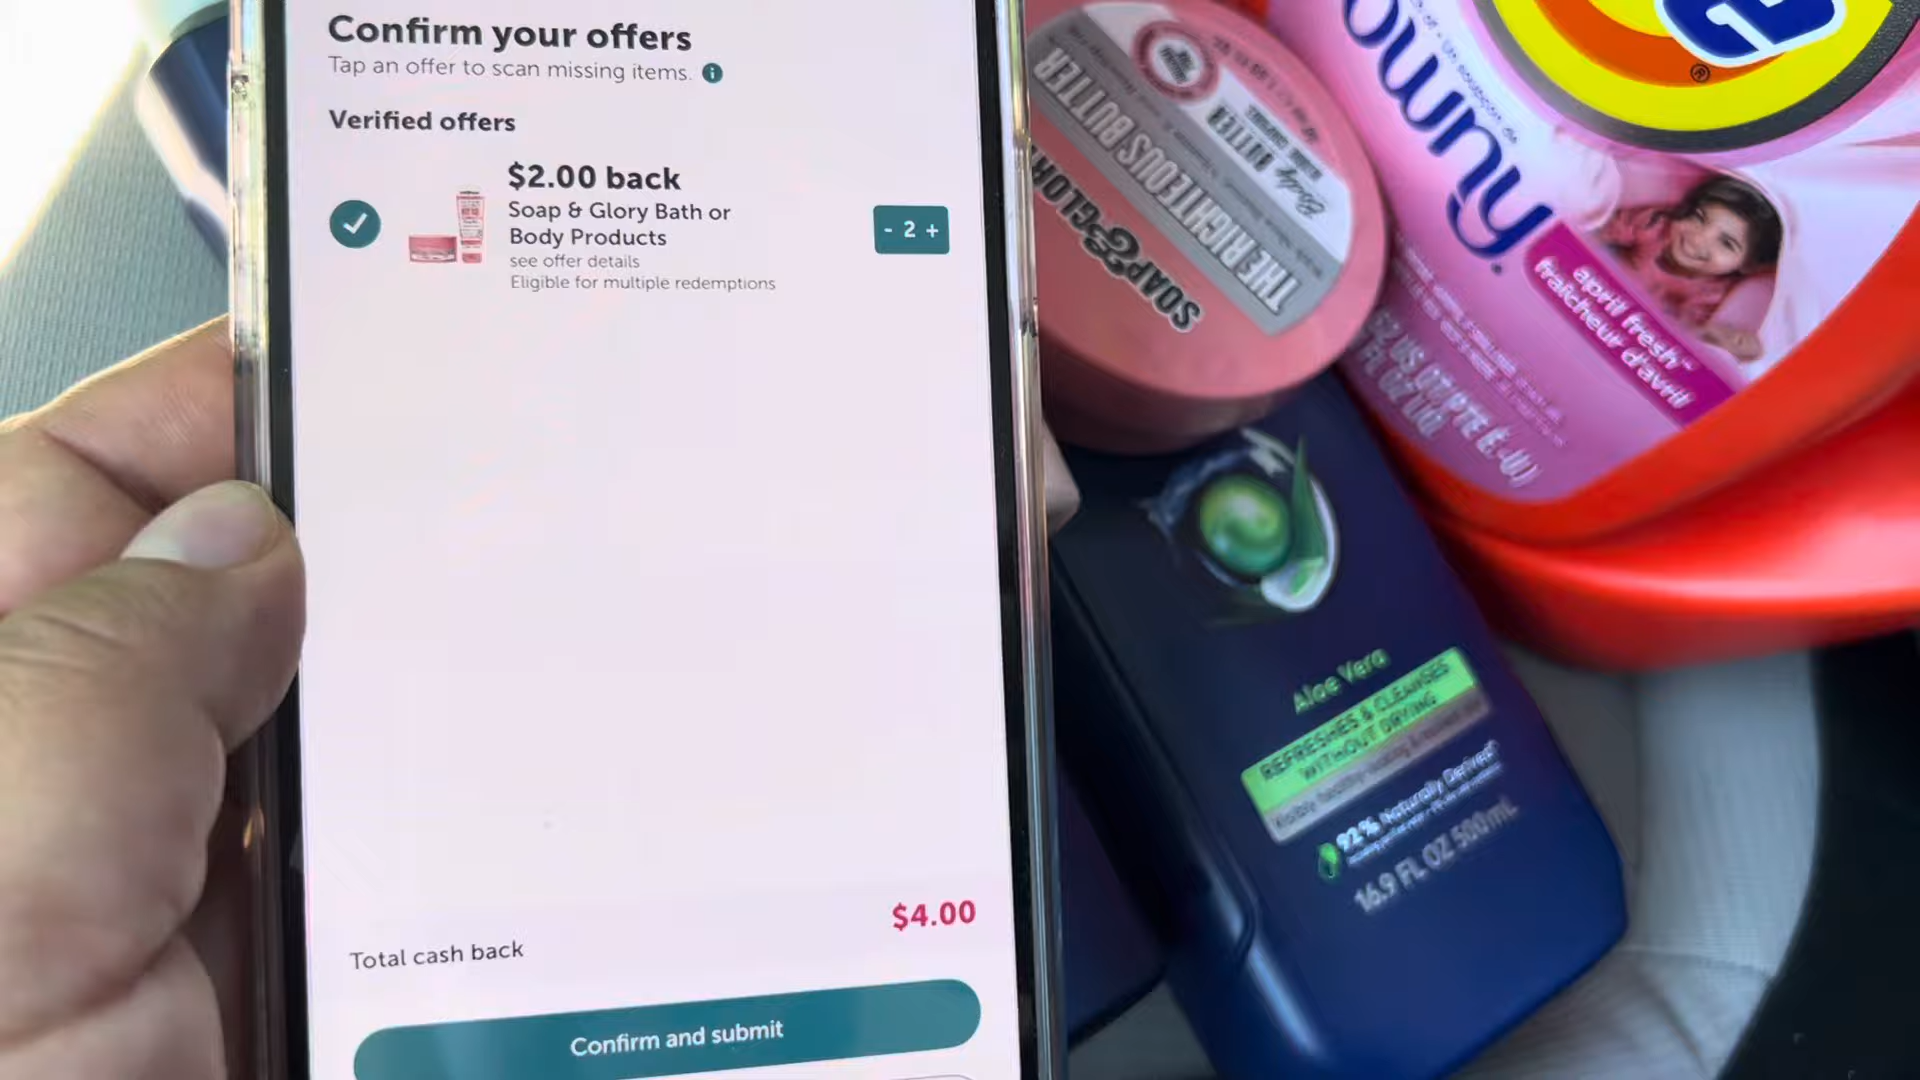 Confirm your offers
Tap an offer to scan missing items.
Verified offers
$2.00 back
Soap & Glory Bath or
Body Products
see offer details
Eligible for multiple redemptions
- 2 +
Total cash back
$4.00
Confirm and submit
SOAP & GLORY
THE RIGHTEOUS BUTTER
Body BUTTER
Downy.
april fresh™
fraîcheur d'avril
e
®
Aloe Vera
REFRESHES & CLEANSES
WITHOUT DRYING
92% Naturally Derived*
16.9 FL OZ 500mL